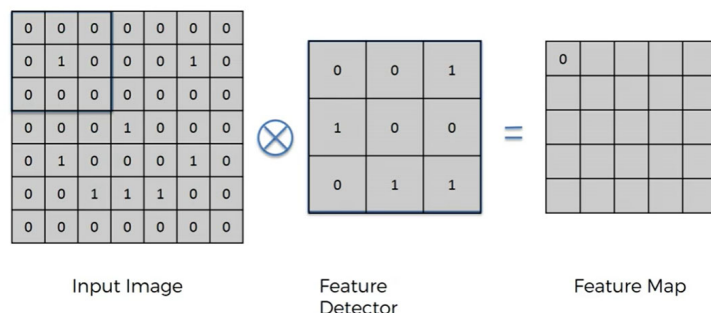 0 0 0 0 0 0 0
0 1 0 0 0 1 0
0 0 0 0 0 0 0
0 0 0 1 0 0 0
0 1 0 0 0 1 0
0 0 1 1 1 0 0
0 0 0 0 0 0 0
0 0 1
1 0 0
0 1 1
=
0
Input Image
Feature
Detector
Feature Map